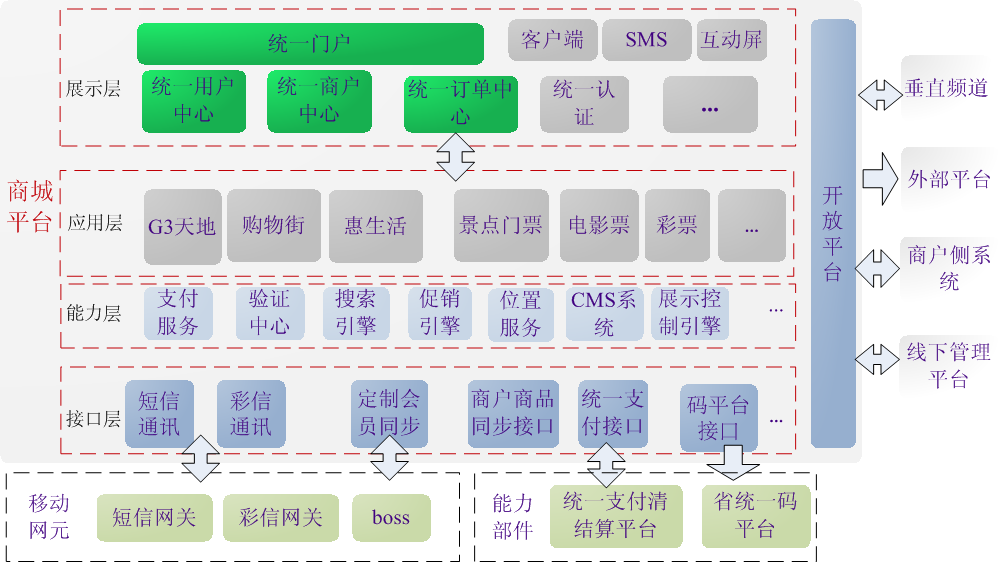 统一门户
客户端
SMS
互动屏
展示层
统一用户
中心
统一商户
中心
统一订单中
心
统一认
证
...
商城
平台
应用层
G3天地
购物街
惠生活
景点门票
电影票
彩票
...
能力层
支付
服务
验证
中心
搜索
引擎
促销
引擎
位置
服务
CMS系
统
展示控
制引擎
...
接口层
短信
通讯
彩信
通讯
定制会
员同步
商户商品
同步接口
统一支
付接口
码平台
接口
...
开
放
平
台
垂直频道
外部平台
商户侧系
统
线下管理
平台
移动
网元
短信网关
彩信网关
boss
能力
部件
统一支付清
结算平台
省统一码
平台